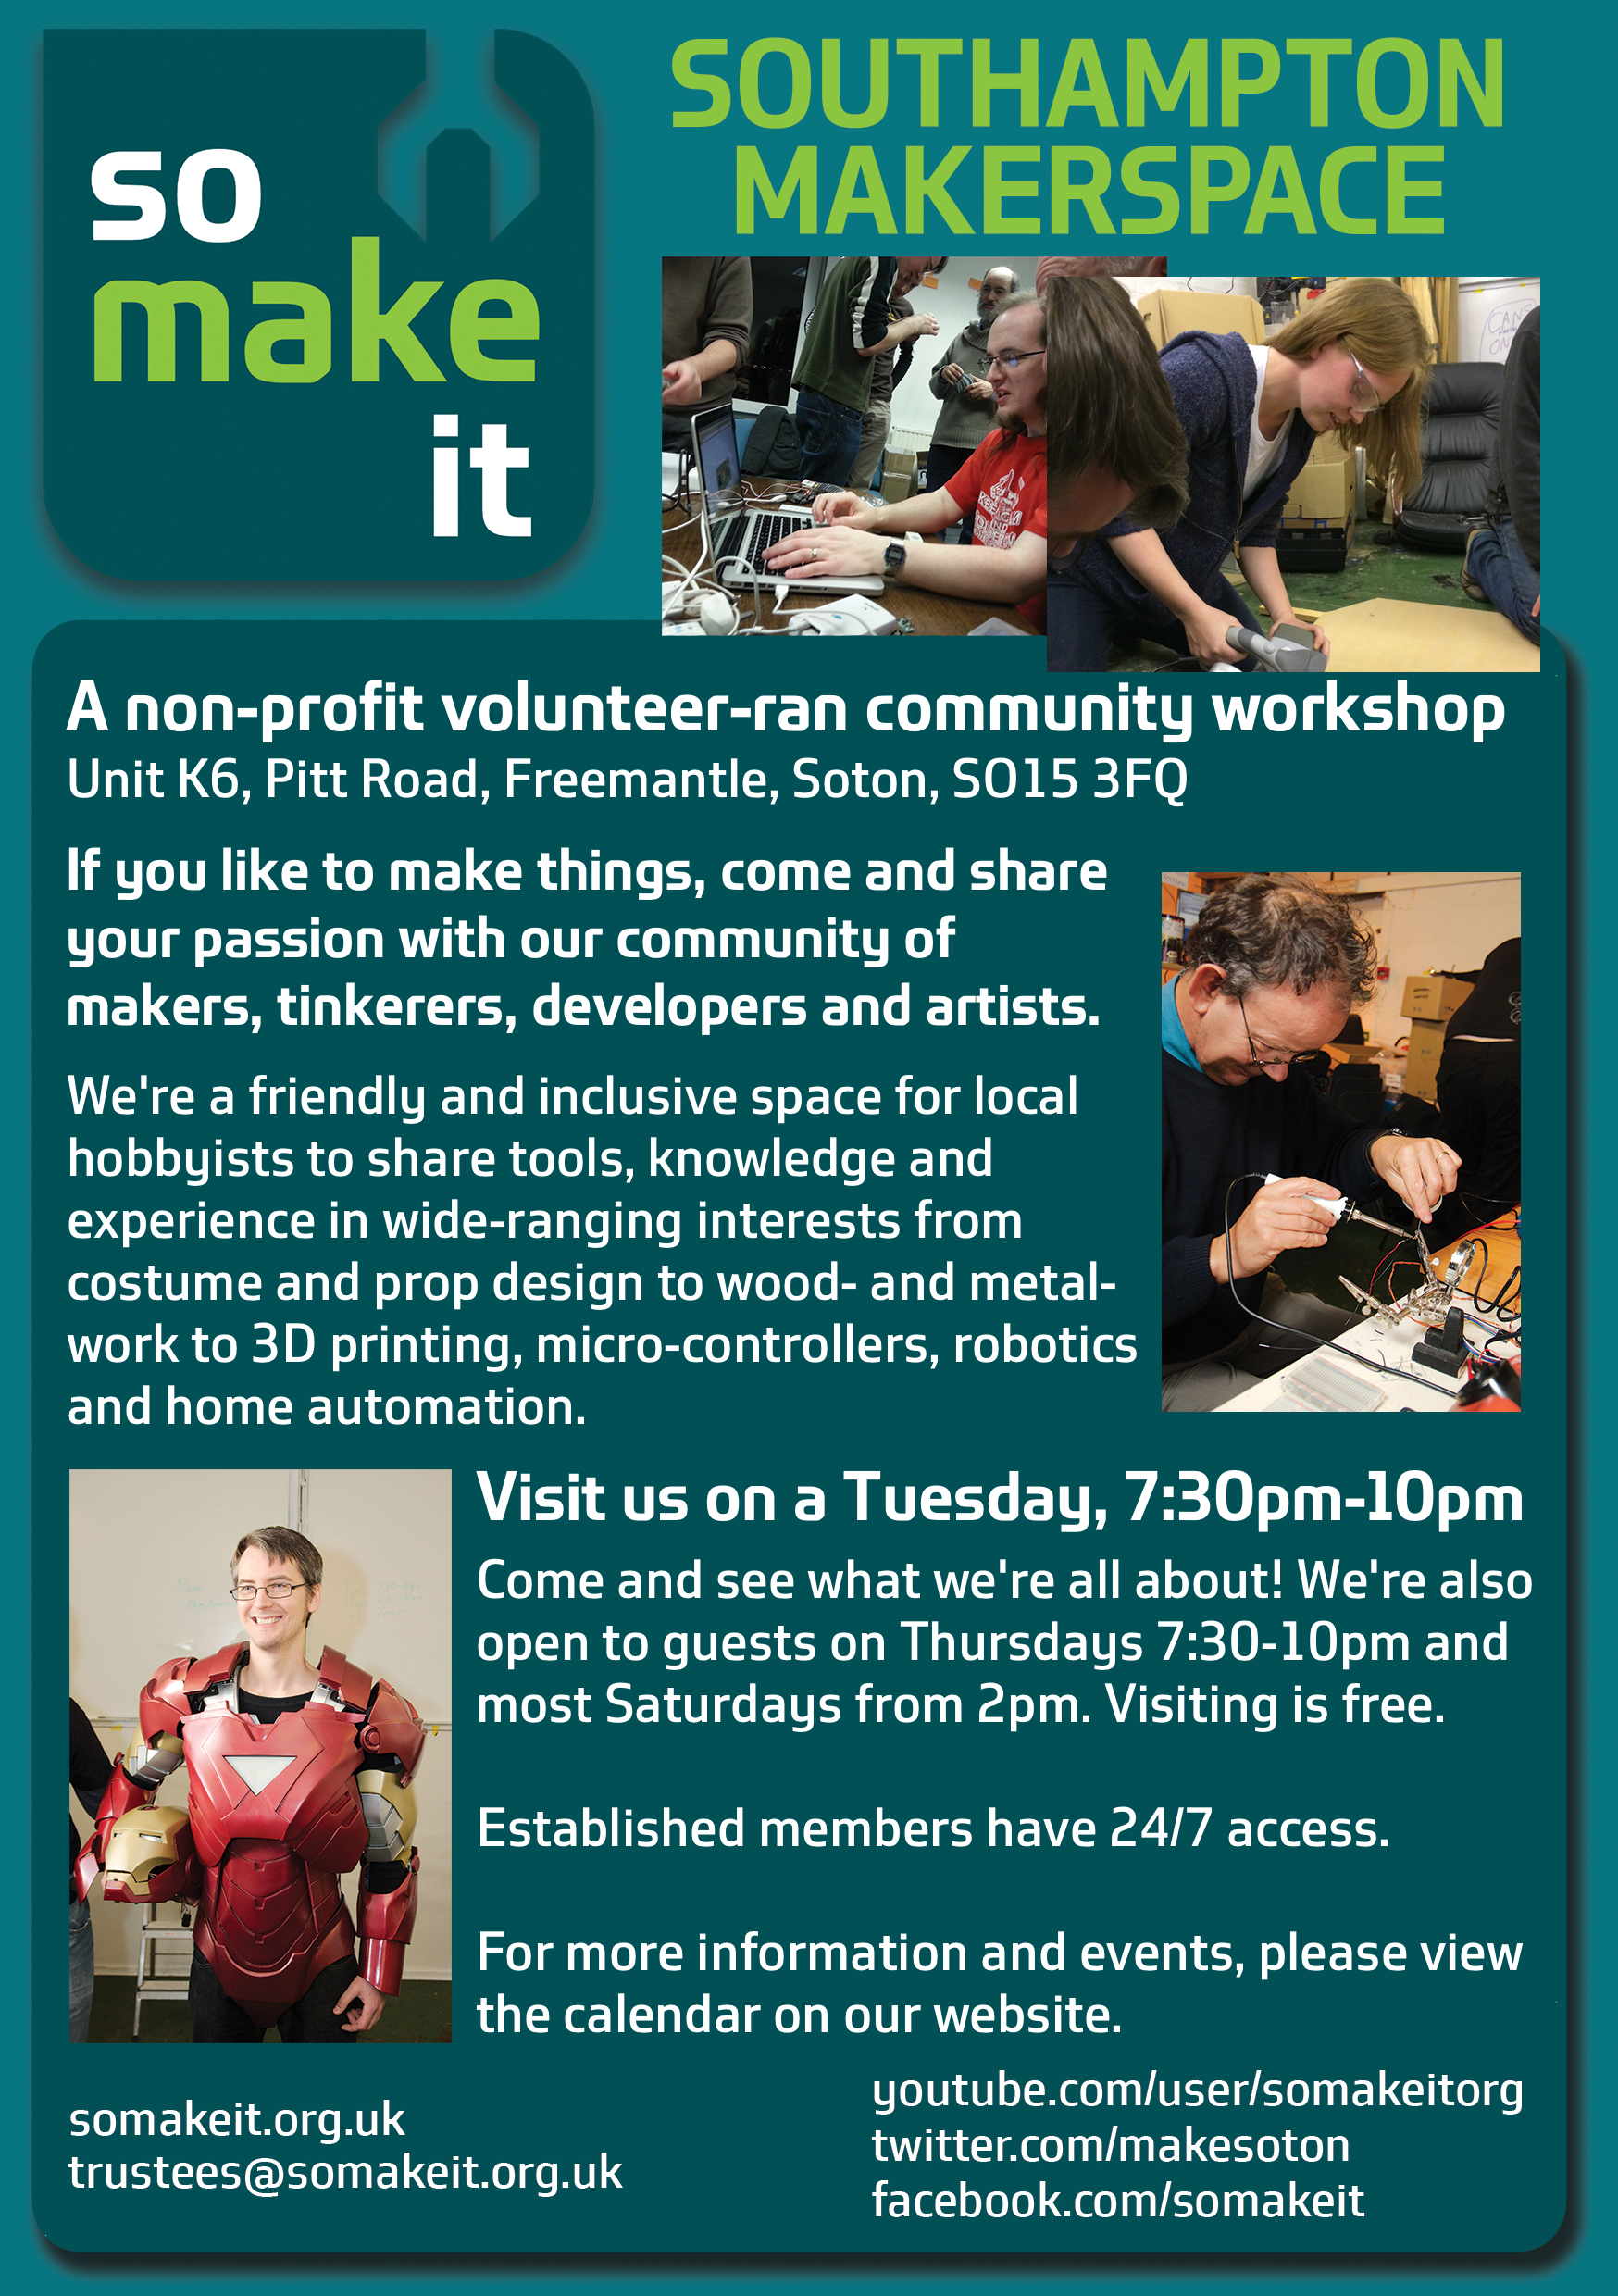 so
make
it
SOUTHAMPTON
MAKERSPACE
A non-profit volunteer-ran community workshop
Unit K6, Pitt Road, Freemantle, Soton, SO15 3FQ
If you like to make things, come and share
your passion with our community of
makers, tinkerers, developers and artists.
We're a friendly and inclusive space for local
hobbyists to share tools, knowledge and
experience in wide-ranging interests from
costume and prop design to wood- and metal-
work to 3D printing, micro-controllers, robotics
and home automation.
Visit us on a Tuesday, 7:30pm-10pm
Come and see what we're all about! We're also
open to guests on Thursdays 7:30-10pm and
most Saturdays from 2pm. Visiting is free.
Established members have 24/7 access.
For more information and events, please view
the calendar on our website.
somakeit.org.uk
trustees@somakeit.org.uk
youtube.com/user/somakeitorg
twitter.com/makesoton
facebook.com/somakeit